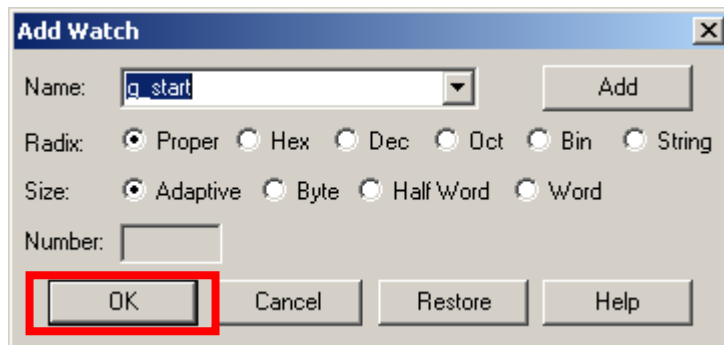 Add Watch
Name: g_start Add
Radix: Proper Hex Dec Oct Bin String
Size: Adaptive Byte Half Word Word
Number:
OK Cancel Restore Help